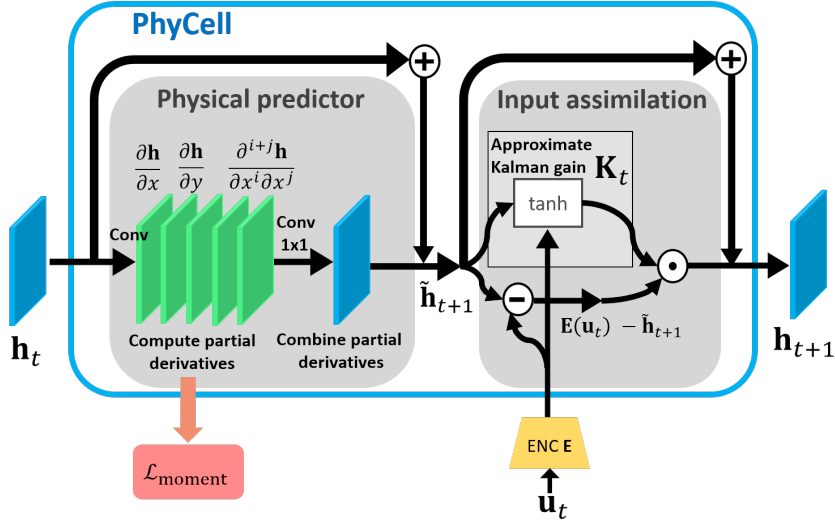 PhyCell
+
+
Physical predictor
Input assimilation
∂h/∂x ∂h/∂y ∂^{i+j}h/∂x^i∂x^j
Approximate
Kalman gain K_t
tanh
Conv
Conv
1x1
h_t
h̃_{t+1}
−
E(u_t) − h̃_{t+1}
h_{t+1}
Compute partial
derivatives
Combine partial
derivatives
ℒ_moment
ENC E
u_t